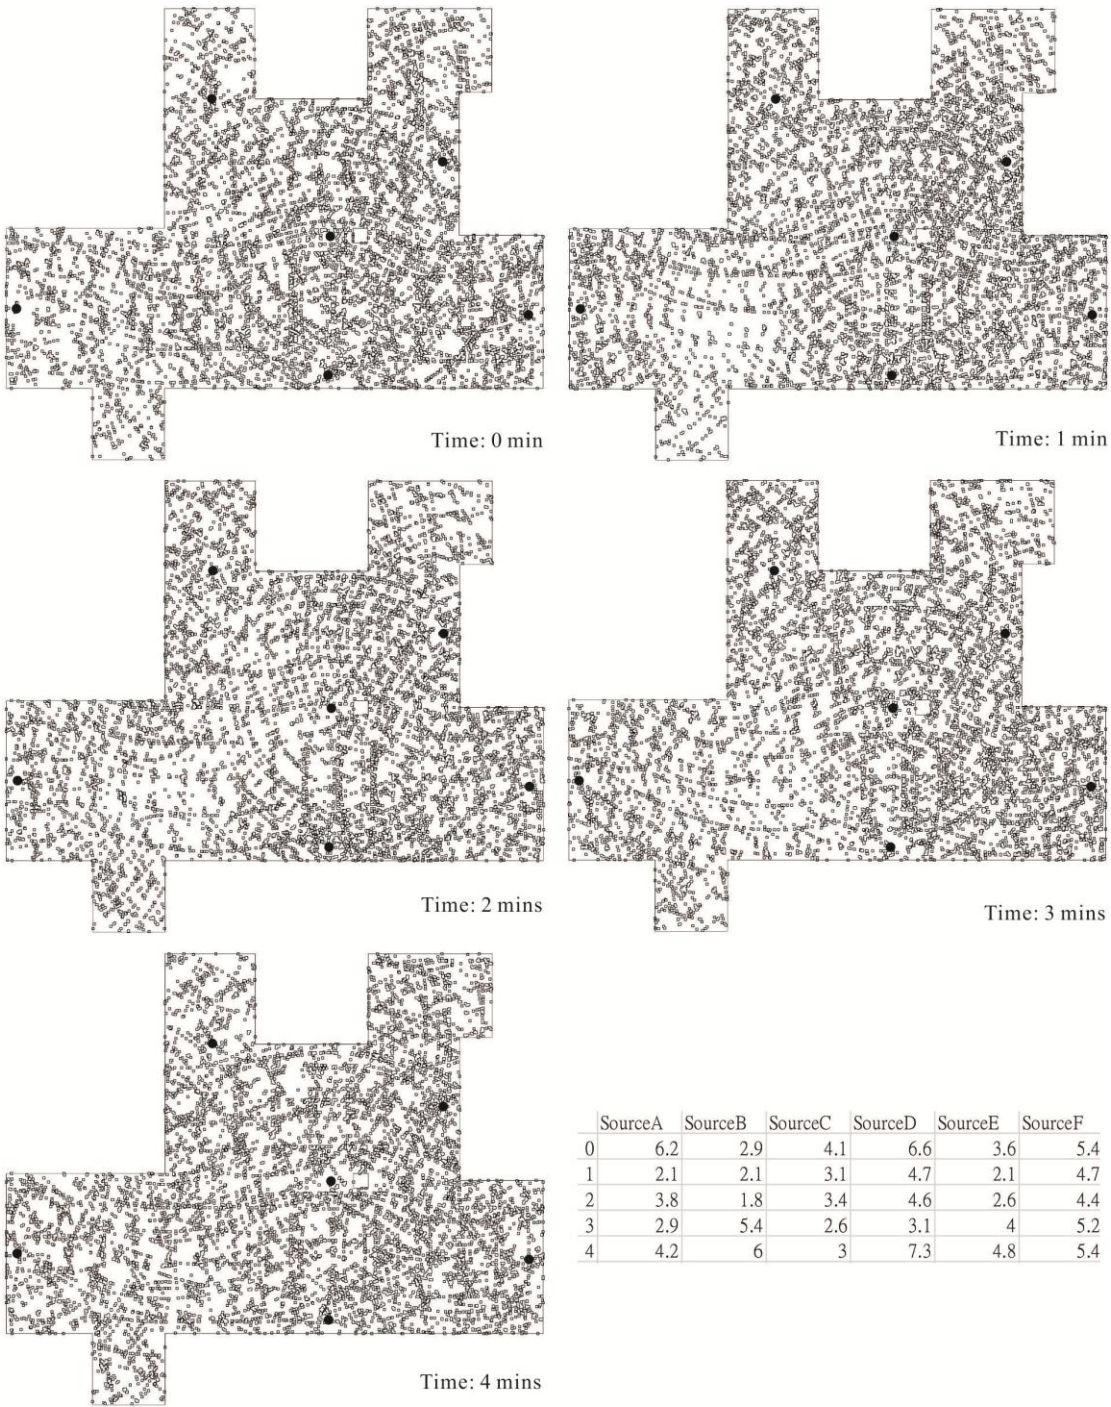 Time: 0 min
Time: 1 min
Time: 2 mins
Time: 3 mins
Time: 4 mins
SourceA SourceB SourceC SourceD SourceE SourceF
0 6.2 2.9 4.1 6.6 3.6 5.4
1 2.1 2.1 3.1 4.7 2.1 4.7
2 3.8 1.8 3.4 4.6 2.6 4.4
3 2.9 5.4 2.6 3.1 4 5.2
4 4.2 6 3 7.3 4.8 5.4